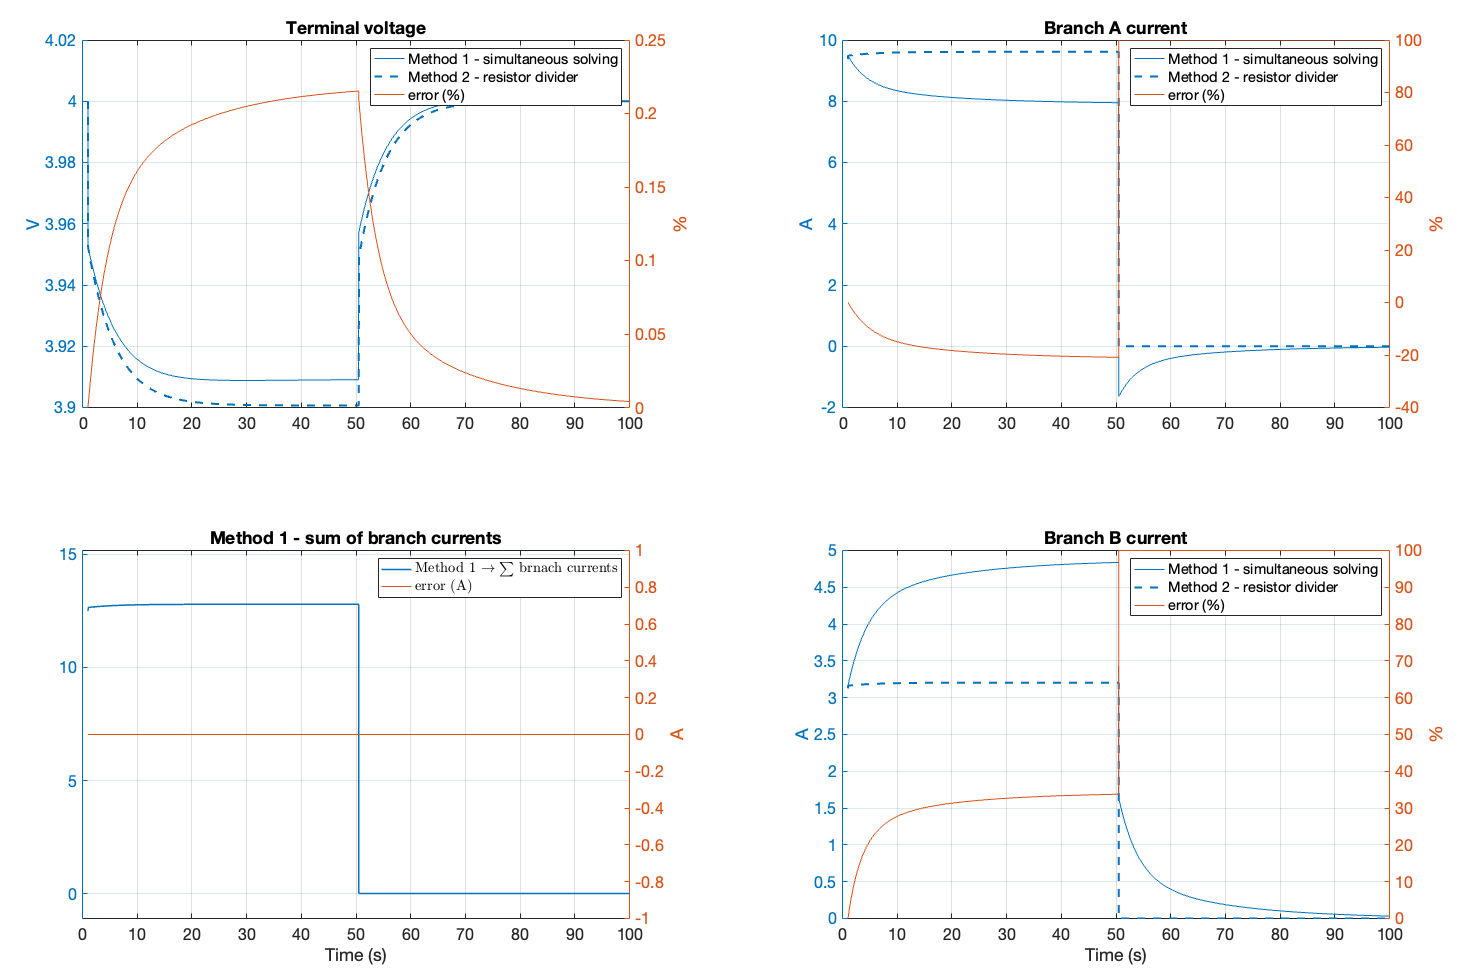 Terminal voltage
4.02
4
3.98
3.96
3.94
3.92
3.9
V
0.25
0.2
0.15
0.1
0.05
0
%
0 10 20 30 40 50 60 70 80 90 100
Method 1 - simultaneous solving
Method 2 - resistor divider
error (%)
Branch A current
10
8
6
4
2
0
-2
A
100
80
60
40
20
0
-20
-40
%
0 10 20 30 40 50 60 70 80 90 100
Method 1 - simultaneous solving
Method 2 - resistor divider
error (%)
Method 1 - sum of branch currents
15
10
5
0
1
0.8
0.6
0.4
0.2
0
-0.2
-0.4
-0.6
-0.8
-1
A
0 10 20 30 40 50 60 70 80 90 100
Time (s)
Method 1 → ∑ brnach currents
error (A)
Branch B current
5
4.5
4
3.5
3
2.5
2
1.5
1
0.5
0
A
100
90
80
70
60
50
40
30
20
10
0
%
0 10 20 30 40 50 60 70 80 90 100
Time (s)
Method 1 - simultaneous solving
Method 2 - resistor divider
error (%)